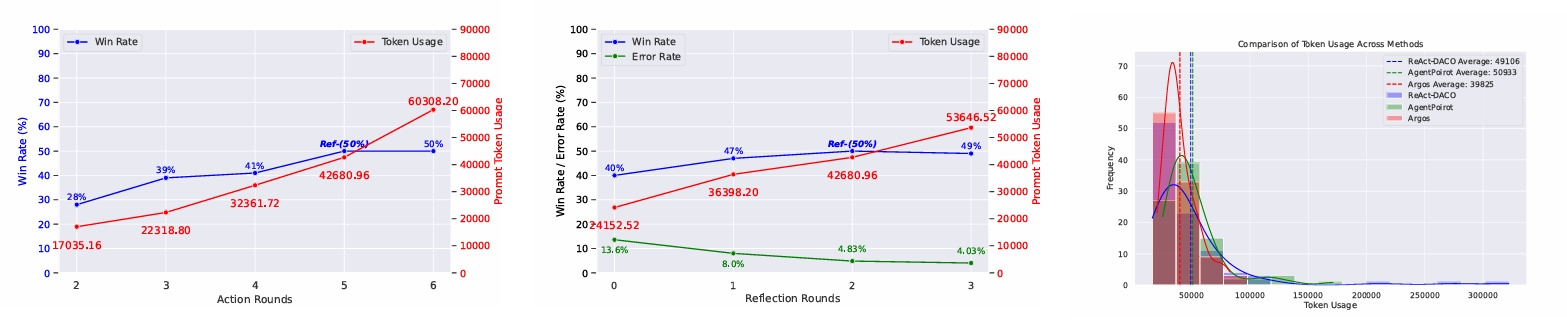 Win Rate
Token Usage
100
90
80
70
60
50
40
30
20
10
0
Win Rate (%)
28%
39%
41%
Ref-(50%)
50%
17035.16
22318.80
32361.72
42680.96
60308.20
90000
80000
70000
60000
50000
40000
30000
20000
10000
0
Prompt Token Usage
2 3 4 5 6
Action Rounds
Win Rate
Error Rate
Token Usage
100
90
80
70
60
50
40
30
20
10
0
Win Rate / Error Rate (%)
40%
47%
Ref-(50%)
49%
24152.52
36398.20
42680.96
53646.52
13.6%
8.0%
4.83%
4.03%
90000
80000
70000
60000
50000
40000
30000
20000
10000
0
Prompt Token Usage
0 1 2 3
Reflection Rounds
Comparison of Token Usage Across Methods
ReAct-DACO Average: 49106
AgentPoirot Average: 50933
Argos Average: 39825
ReAct-DACO
AgentPoirot
Argos
70
60
50
40
30
20
10
0
Frequency
50000 100000 150000 200000 250000 300000
Token Usage